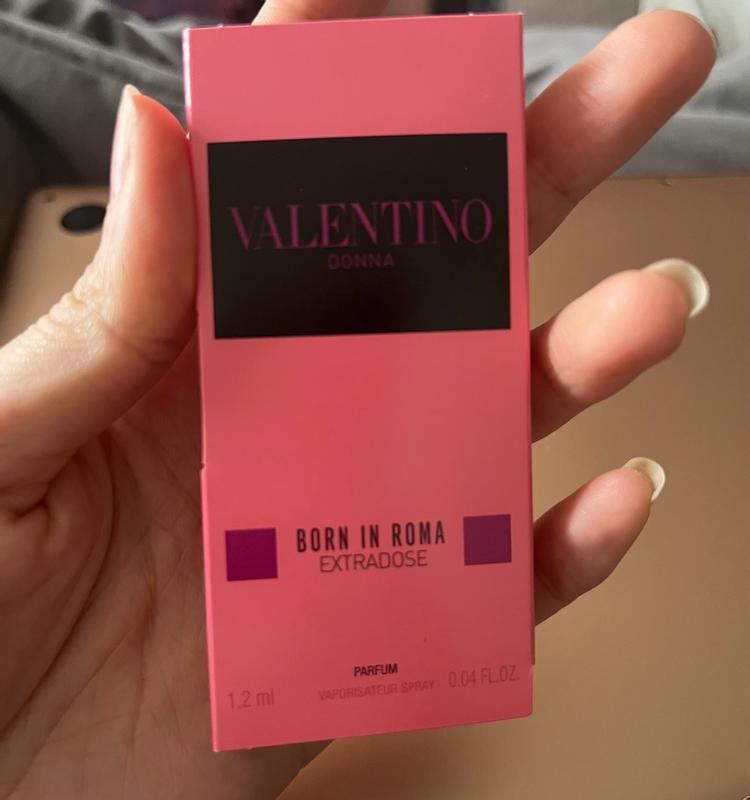 VALENTINO
DONNA
BORN IN ROMA
EXTRADOSE
PARFUM
1.2 ml VAPORISATEUR SPRAY 0.04 FL.OZ.